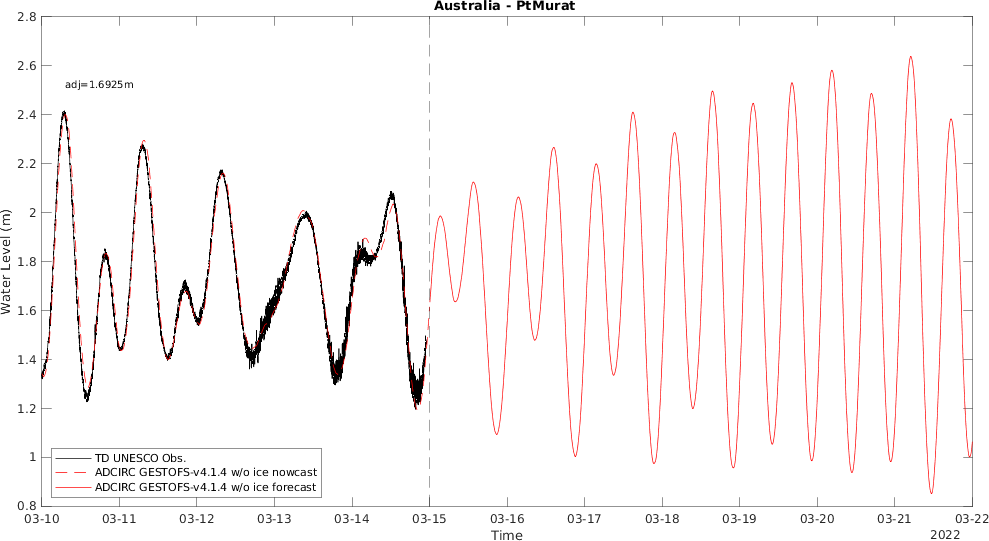 Australia - PtMurat
2.8
2.6
2.4
2.2
2
1.8
1.6
1.4
1.2
1
0.8
Water Level (m)
adj=1.6925m
TD UNESCO Obs.
ADCIRC GESTOFS-v4.1.4 w/o ice nowcast
ADCIRC GESTOFS-v4.1.4 w/o ice forecast
03-10 03-11 03-12 03-13 03-14 03-15 03-16 03-17 03-18 03-19 03-20 03-21 03-22
Time
2022